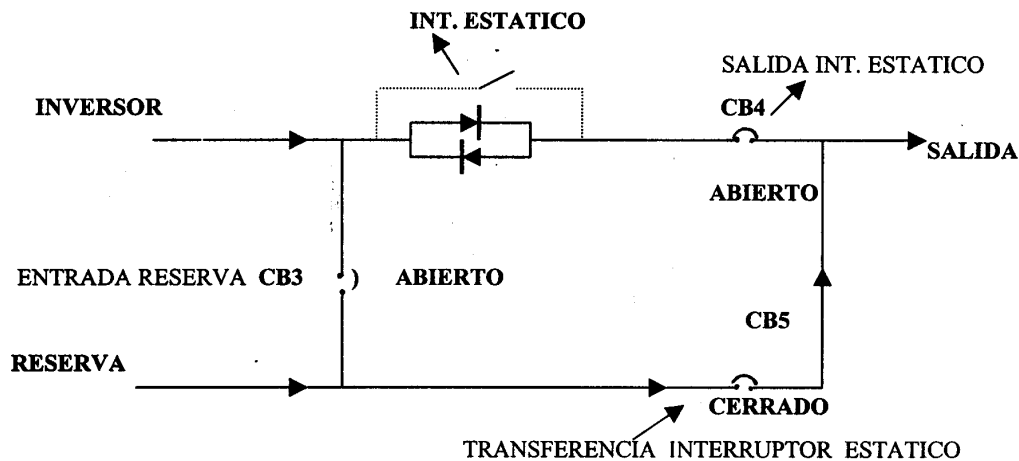 INT. ESTATICO
SALIDA INT. ESTATICO
INVERSOR
CB4
SALIDA
ABIERTO
ENTRADA RESERVA CB3 ABIERTO
CB5
RESERVA
CERRADO
TRANSFERENCIA INTERRUPTOR ESTATICO